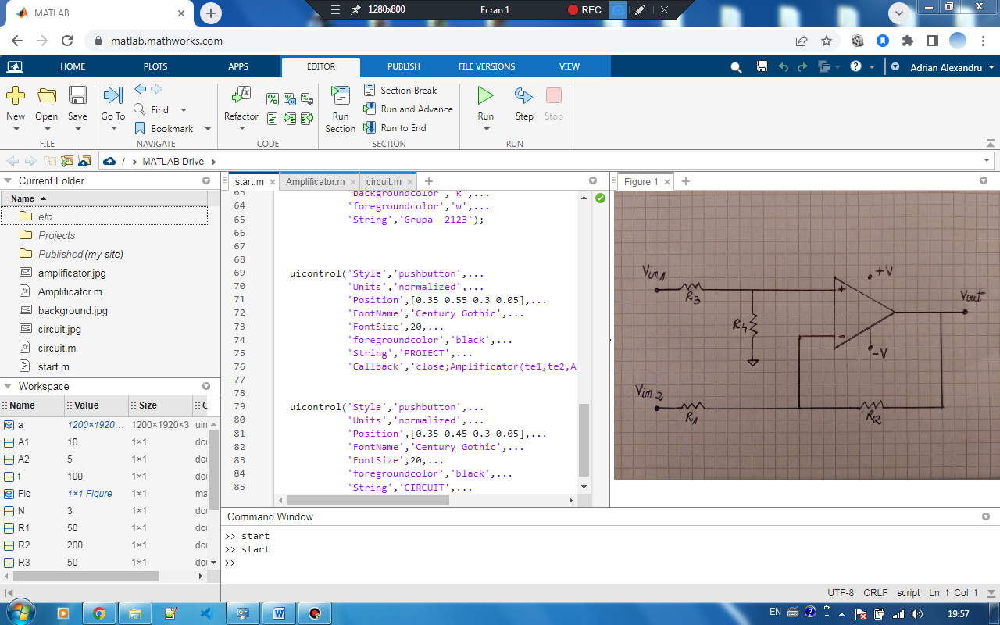 1280x800 Ecran 1 REC
MATLAB
matlab.mathworks.com
HOME PLOTS APPS EDITOR PUBLISH FILE VERSIONS VIEW
Adrian Alexandru
New Open Save Go To Find Bookmark Refactor Run Section Section Break Run and Advance Run to End Run Step Stop
FILE NAVIGATE CODE SECTION RUN
/ MATLAB Drive
Current Folder
Name
etc
Projects
Published (my site)
amplificator.jpg
Amplificator.m
background.jpg
circuit.jpg
circuit.m
start.m
Workspace
Name Value Size
a 1200×1920... 1200×1920×3 uin
A1 10 1×1 dou
A2 5 1×1 dou
f 100 1×1 dou
Fig 1×1 Figure 1×1 ma
N 3 1×1 dou
R1 50 1×1 dou
R2 200 1×1 dou
R3 50 1×1 dou
start.m Amplificator.m circuit.m
63 'backgroundcolor','k',...
64 'foregroundcolor','w',...
65 'String','Grupa  2123');
66
67
68
69 uicontrol('Style','pushbutton',...
70 'Units','normalized',...
71 'Position',[0.35 0.55 0.3 0.05],...
72 'FontName','Century Gothic',...
73 'FontSize',20,...
74 'foregroundcolor','black',...
75 'String','PROIECT',...
76 'Callback','close;Amplificator(te1,te2,A
77
78
79 uicontrol('Style','pushbutton',...
80 'Units','normalized',...
81 'Position',[0.35 0.45 0.3 0.05],...
82 'FontName','Century Gothic',...
83 'FontSize',20,...
84 'foregroundcolor','black',...
85 'String','CIRCUIT',...
Figure 1
Vin1
R3
R4
+
-
+V
-V
Vout
Vin2
R1
R2
Command Window
>> start
>> start
>>
UTF-8 CRLF script Ln 1 Col 1
EN 19:57